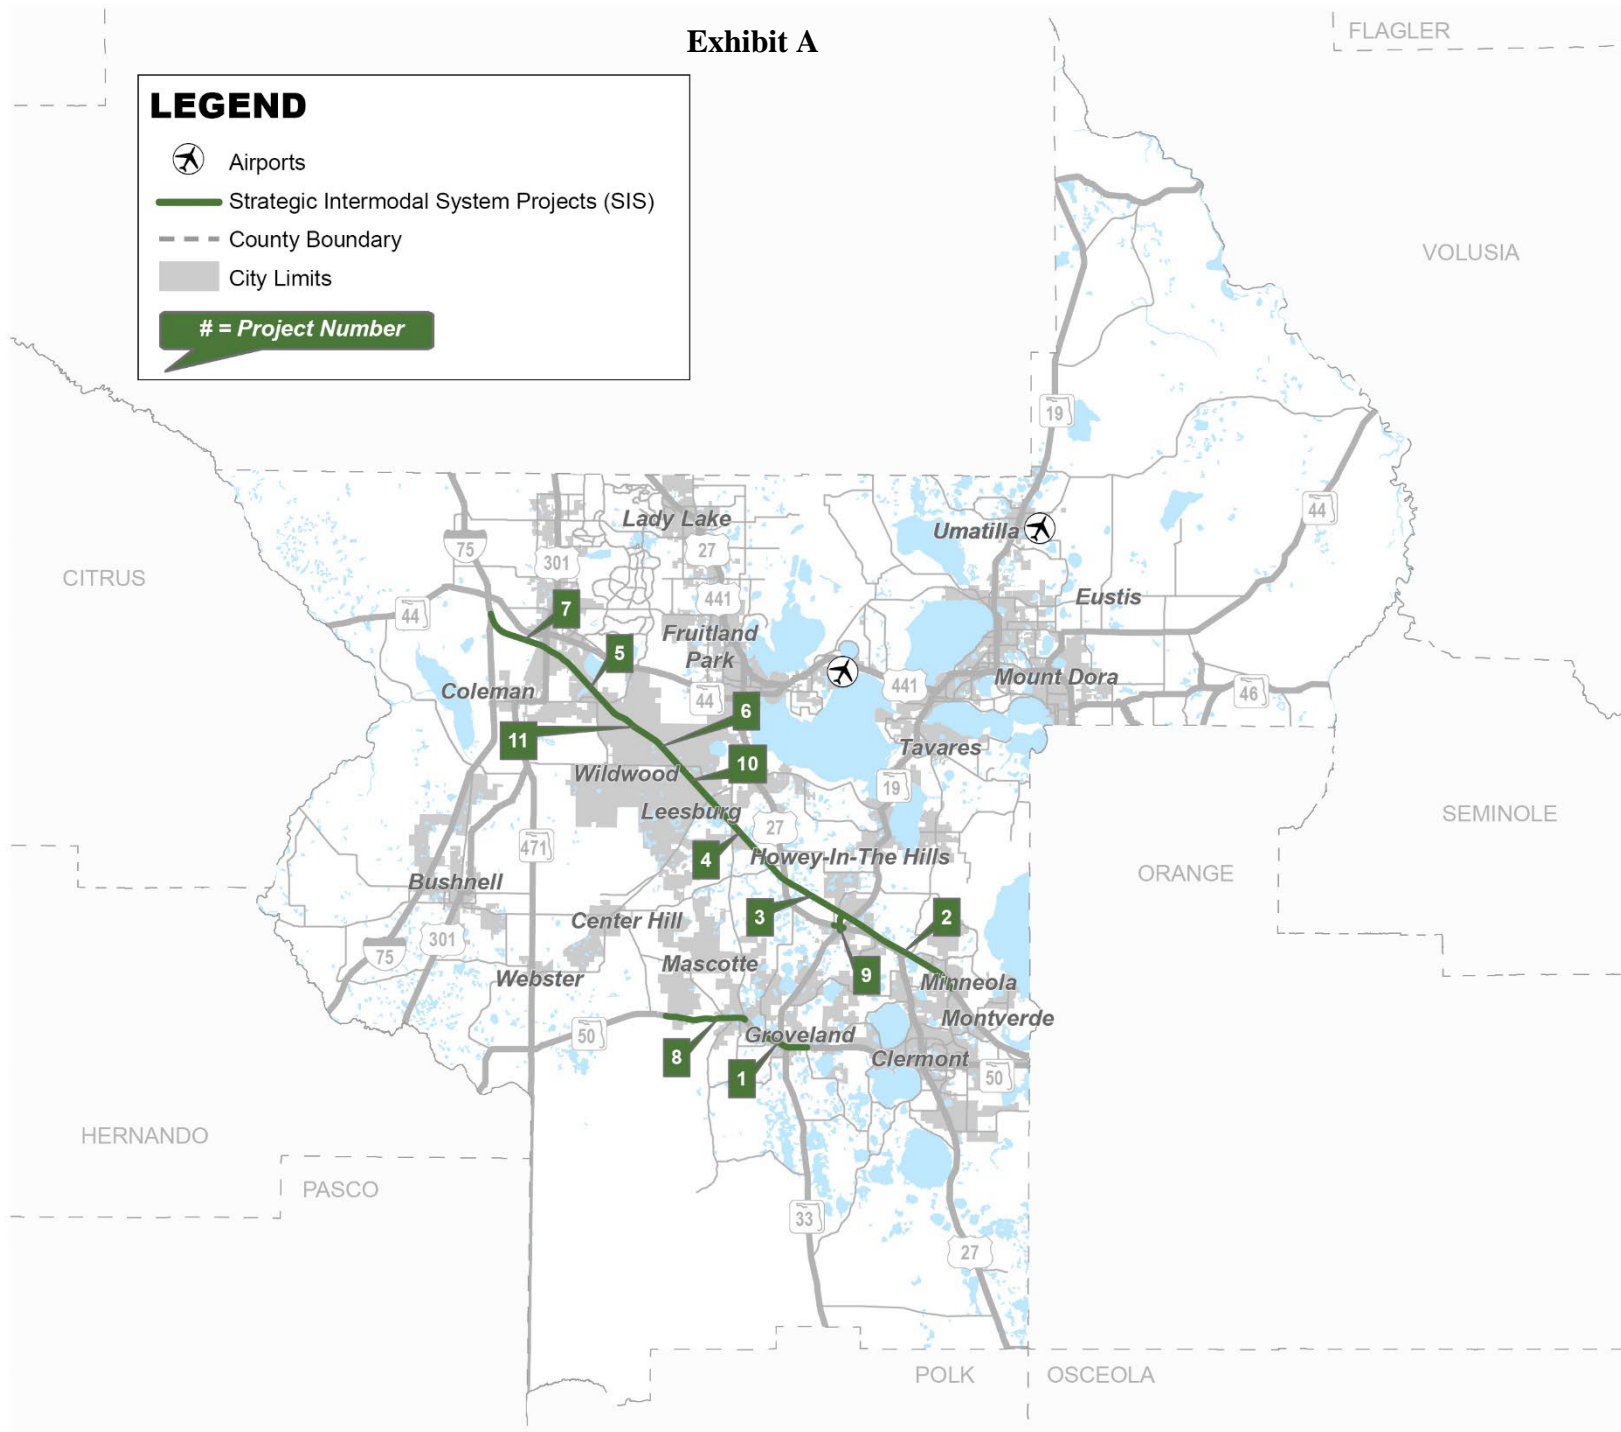 Exhibit A
FLAGLER
LEGEND
Airports
Strategic Intermodal System Projects (SIS)
County Boundary
City Limits
# = Project Number
VOLUSIA
19
44
Lady Lake
Umatilla
75
27
301
CITRUS
441
Eustis
7
44
Fruitland
Park
5
Mount Dora
441
46
Coleman
44
6
11
Tavares
10
Wildwood
19
Leesburg
SEMINOLE
27
471
4
Howey-In-The Hills
ORANGE
Bushnell
3
2
Center Hill
301
75
Mascotte
9
Webster
Minneola
Montverde
50
Groveland
8
Clermont
1
50
HERNANDO
PASCO
33
27
POLK
OSCEOLA